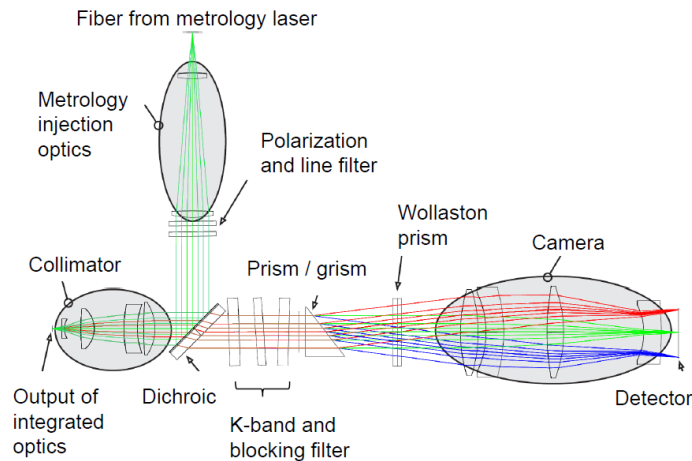 Fiber from metrology laser
Metrology
injection
optics
Polarization
and line filter
Wollaston
prism
Camera
Collimator
Prism / grism
Output of
integrated
optics
Dichroic
K-band and
blocking filter
Detector